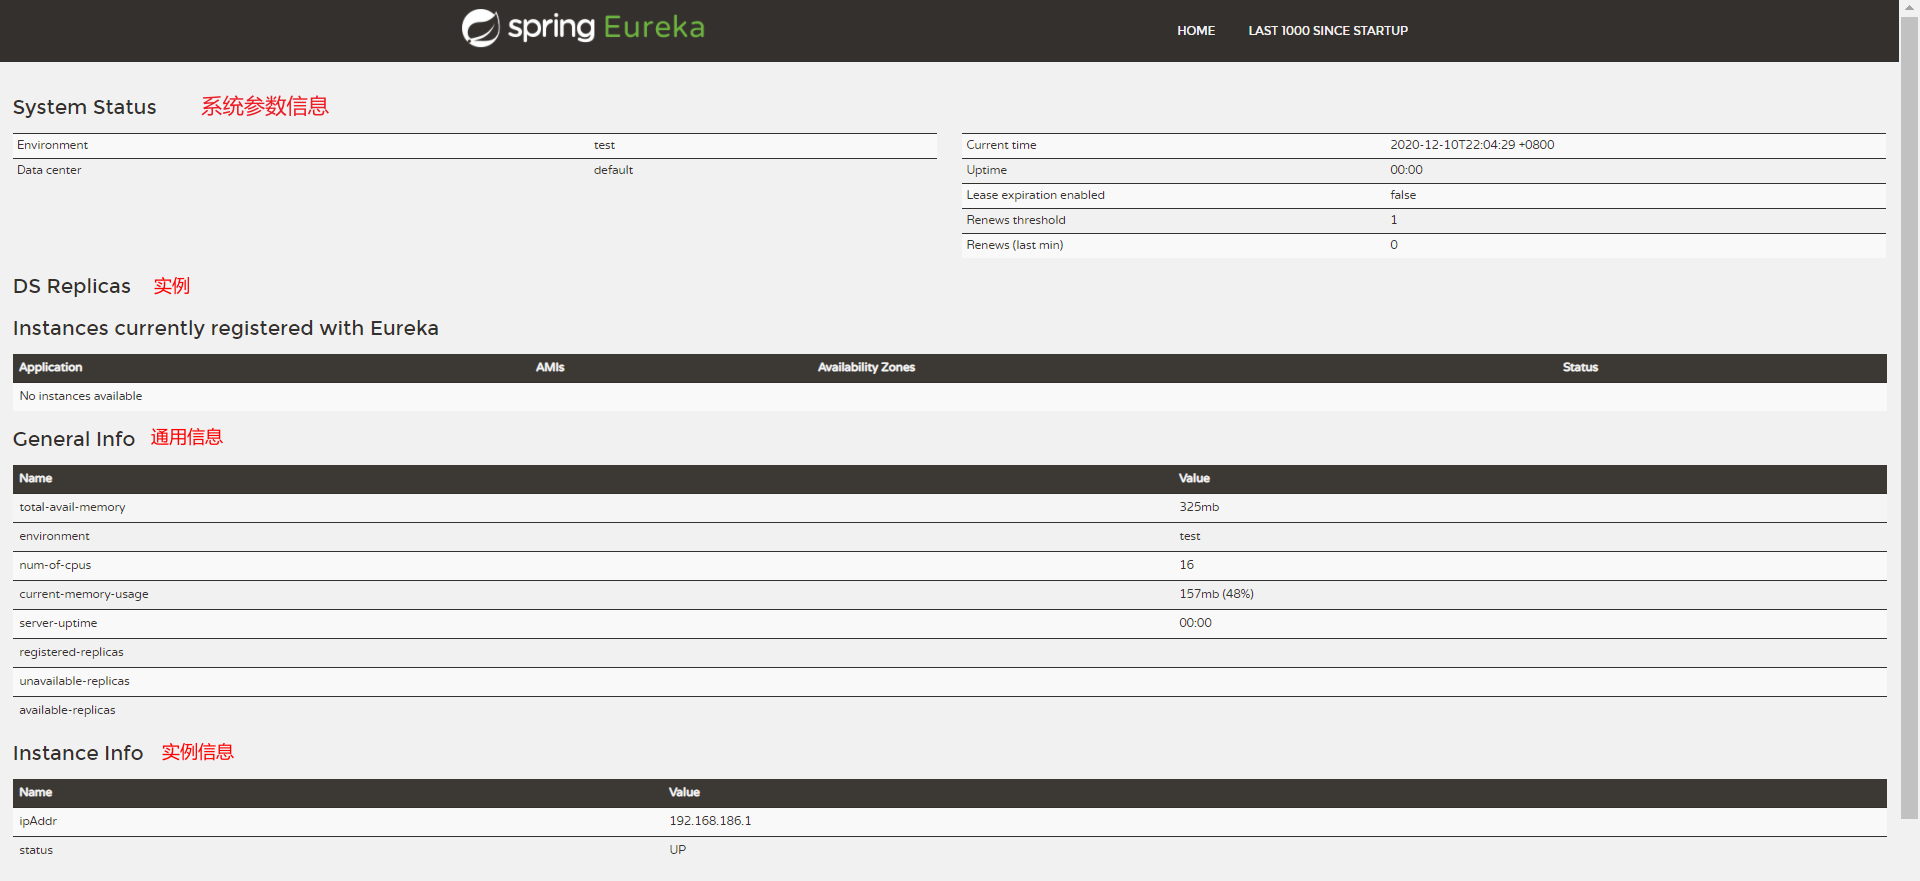 spring Eureka
HOME LAST 1000 SINCE STARTUP
System Status 系统参数信息
Environment test
Data center default
Current time 2020-12-10T22:04:29 +0800
Uptime 00:00
Lease expiration enabled false
Renews threshold 1
Renews (last min) 0
DS Replicas 实例
Instances currently registered with Eureka
Application AMIs Availability Zones Status
No instances available
General Info 通用信息
Name Value
total-avail-memory 325mb
environment test
num-of-cpus 16
current-memory-usage 157mb (48%)
server-uptime 00:00
registered-replicas
unavailable-replicas
available-replicas
Instance Info 实例信息
Name Value
ipAddr 192.168.186.1
status UP